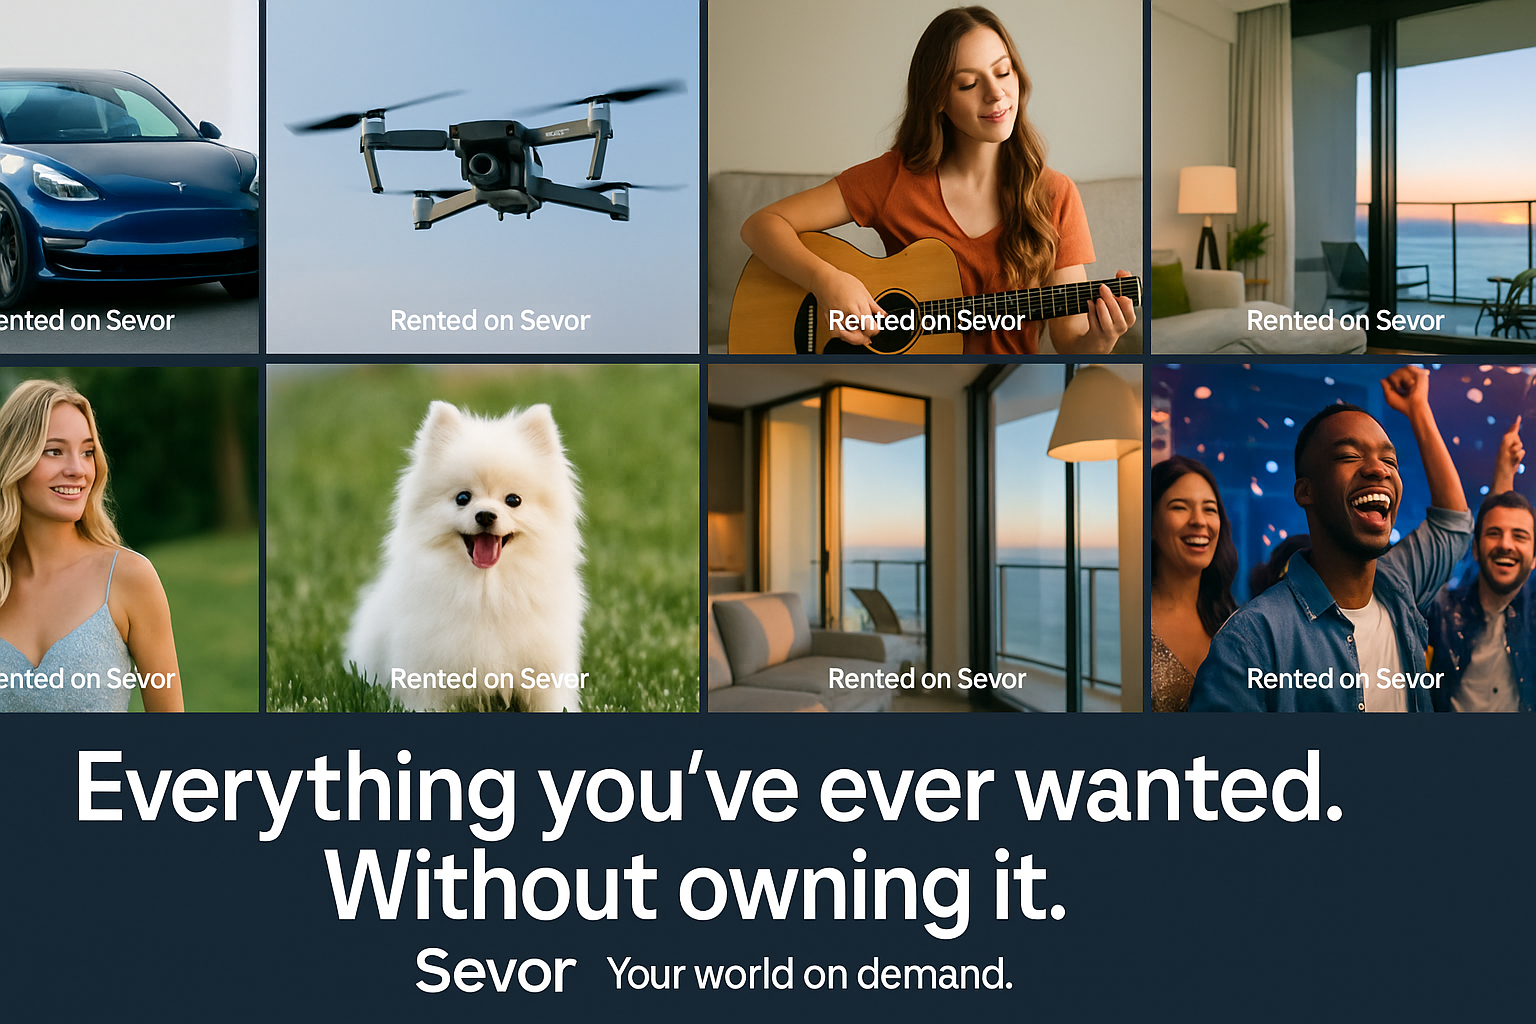 ented on Sevor
Rented on Sevor
Rented on Sevor
Rented on Sevor
ented on Sevor
Rented on Sever
Rented on Sevor
Rented on Sevor
Everything you've ever wanted.
Without owning it.
Sevor Your world on demand.